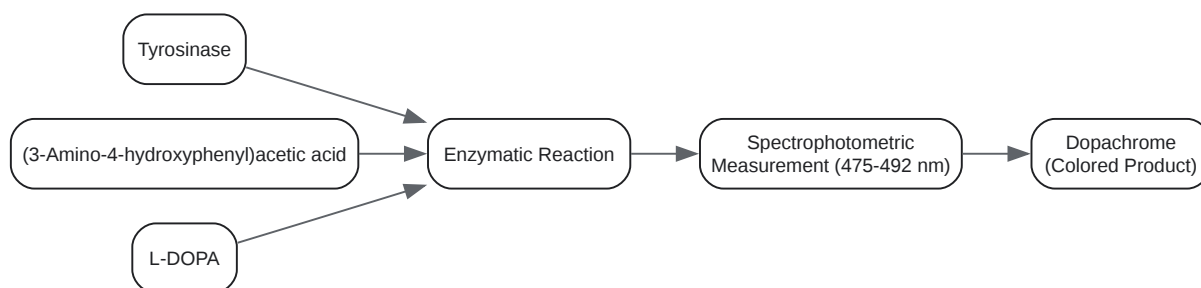 Tyrosinase
(3-Amino-4-hydroxyphenyl)acetic acid
L-DOPA
Enzymatic Reaction
Spectrophotometric
Measurement (475-492 nm)
Dopachrome
(Colored Product)